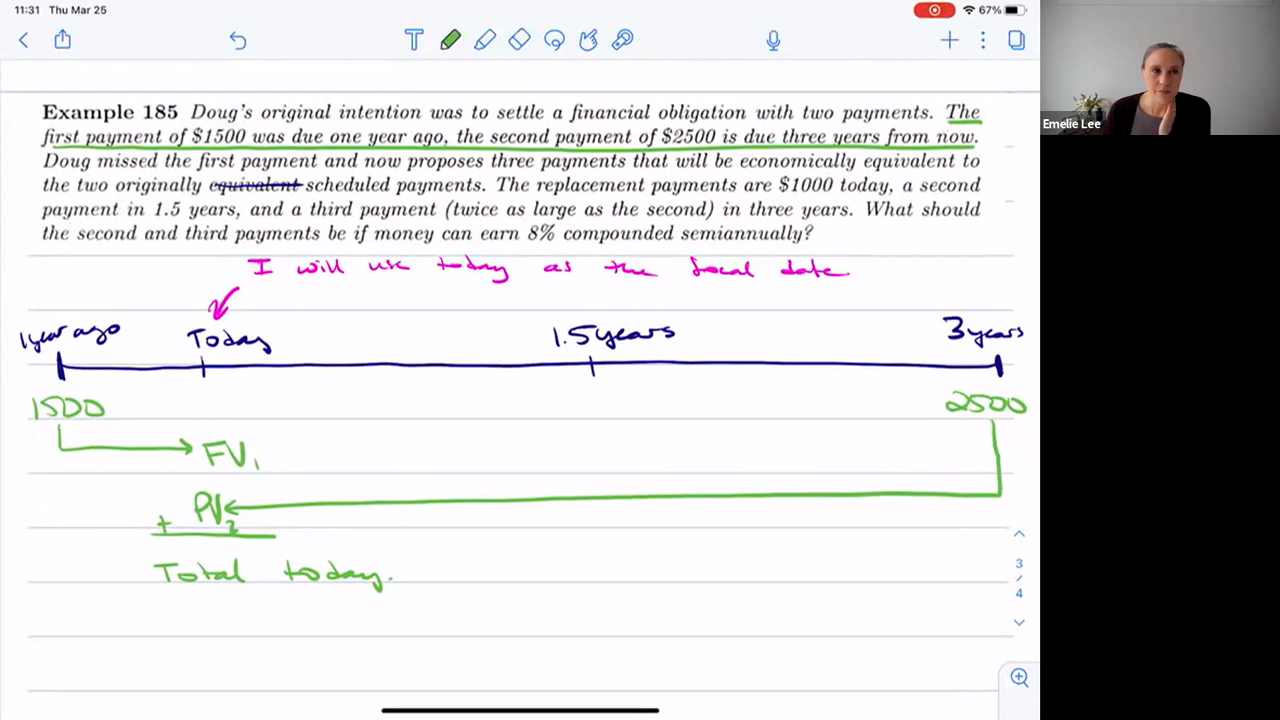 11:31 Thu Mar 25
67%
T
Emelie Lee
Example 185 Doug's original intention was to settle a financial obligation with two payments. The
first payment of $1500 was due one year ago, the second payment of $2500 is due three years from now.
Doug missed the first payment and now proposes three payments that will be economically equivalent to
the two originally equivalent scheduled payments. The replacement payments are $1000 today, a second
payment in 1.5 years, and a third payment (twice as large as the second) in three years. What should
the second and third payments be if money can earn 8% compounded semiannually?
I will use today as the focal date.
1 year ago Today 1.5 years 3 years
1500 2500
FV1
+ PV2
Total today.
3
/
4